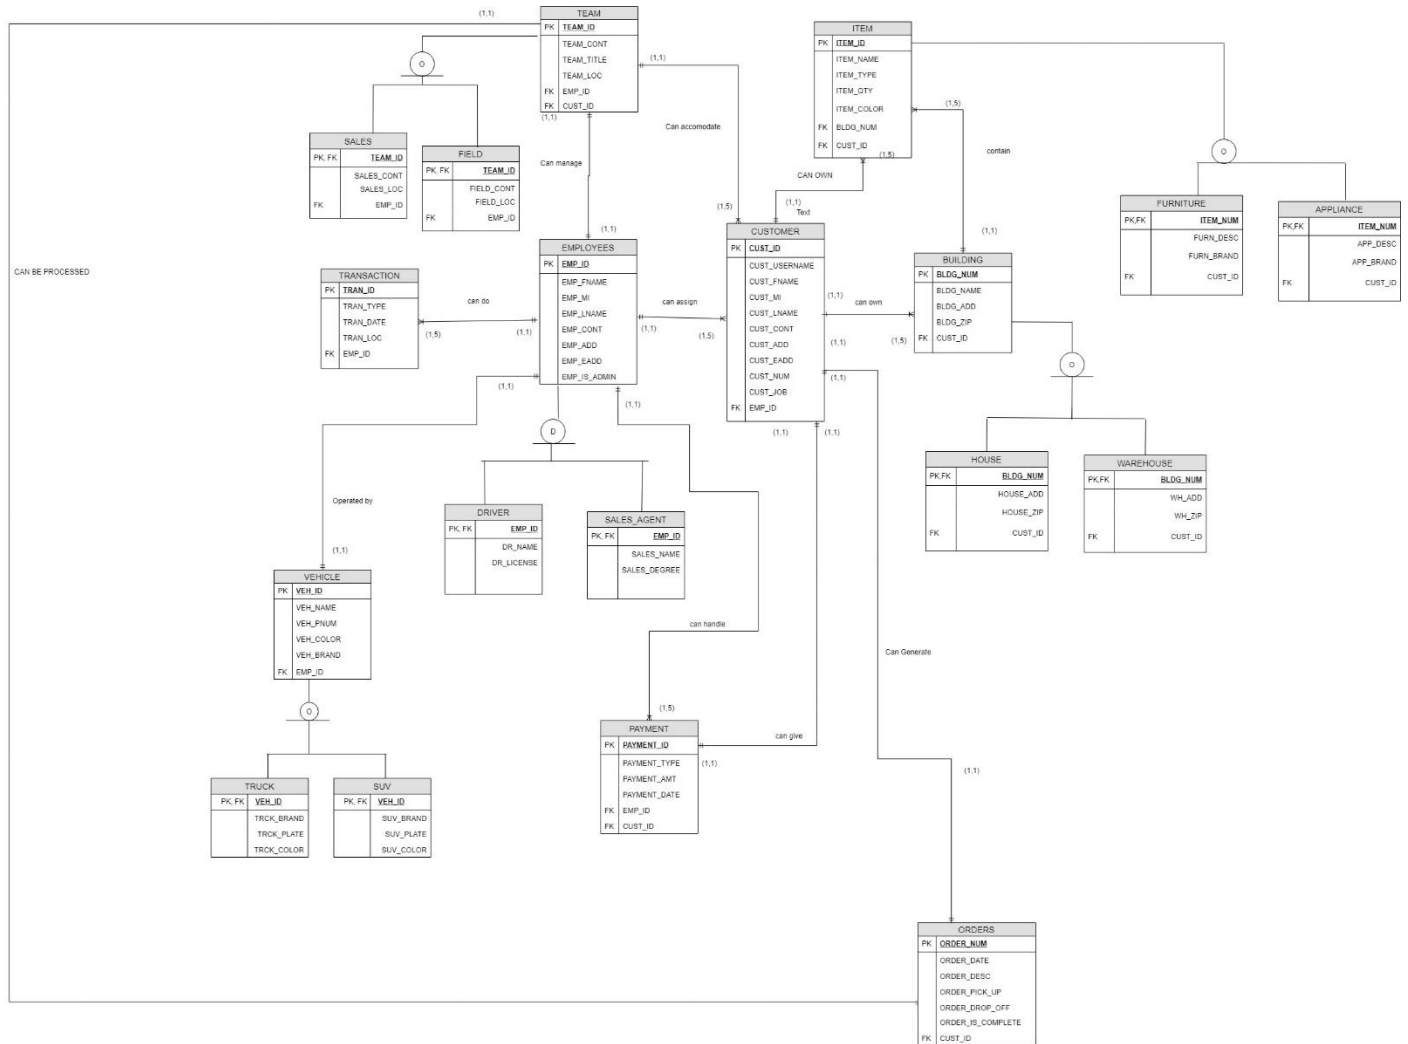 (1,1)
TEAM
PK TEAM_ID
TEAM_CONT
TEAM_TITLE
TEAM_LOC
FK EMP_ID
FK CUST_ID
(1,1)
(1,1)
O
ITEM
PK ITEM_ID
ITEM_NAME
ITEM_TYPE
ITEM_QTY
ITEM_COLOR
FK BLDG_NUM
FK CUST_ID
(1,5)
(1,5)
contain
O
SALES
PK, FK TEAM_ID
SALES_CONT
SALES_LOC
FK EMP_ID
FIELD
PK, FK TEAM_ID
FIELD_CONT
FIELD_LOC
FK EMP_ID
Can manage
Can accomodate
CAN OWN
(1,1)
Text
(1,5)
(1,1)
(1,1)
FURNITURE
PK,FK ITEM_NUM
FURN_DESC
FURN_BRAND
FK CUST_ID
APPLIANCE
PK,FK ITEM_NUM
APP_DESC
APP_BRAND
FK CUST_ID
CAN BE PROCESSED
TRANSACTION
PK TRAN_ID
TRAN_TYPE
TRAN_DATE
TRAN_LOC
FK EMP_ID
can do
(1,5)
(1,1)
EMPLOYEES
PK EMP_ID
EMP_FNAME
EMP_MI
EMP_LNAME
EMP_CONT
EMP_ADD
EMP_EADD
EMP_IS_ADMIN
can assign
(1,1)
(1,5)
CUSTOMER
PK CUST_ID
CUST_USERNAME
CUST_FNAME
CUST_MI
CUST_LNAME
CUST_CONT
CUST_ADD
CUST_EADD
CUST_NUM
CUST_JOB
FK EMP_ID
(1,1)
can own
(1,1)
(1,5)
(1,1)
BUILDING
PK BLDG_NUM
BLDG_NAME
BLDG_ADD
BLDG_ZIP
FK CUST_ID
O
(1,1)
(1,1)
(1,1)
(1,1)
D
HOUSE
PK,FK BLDG_NUM
HOUSE_ADD
HOUSE_ZIP
FK CUST_ID
WAREHOUSE
PK,FK BLDG_NUM
WH_ADD
WH_ZIP
FK CUST_ID
Operated by
(1,1)
DRIVER
PK, FK EMP_ID
DR_NAME
DR_LICENSE
SALES_AGENT
PK, FK EMP_ID
SALES_NAME
SALES_DEGREE
VEHICLE
PK VEH_ID
VEH_NAME
VEH_PNUM
VEH_COLOR
VEH_BRAND
FK EMP_ID
O
can handle
Can Generate
(1,5)
PAYMENT
PK PAYMENT_ID
PAYMENT_TYPE
PAYMENT_AMT
PAYMENT_DATE
FK EMP_ID
FK CUST_ID
can give
(1,1)
(1,1)
TRUCK
PK, FK VEH_ID
TRCK_BRAND
TRCK_PLATE
TRCK_COLOR
SUV
PK, FK VEH_ID
SUV_BRAND
SUV_PLATE
SUV_COLOR
ORDERS
PK ORDER_NUM
ORDER_DATE
ORDER_DESC
ORDER_PICK_UP
ORDER_DROP_OFF
ORDER_IS_COMPLETE
FK CUST_ID